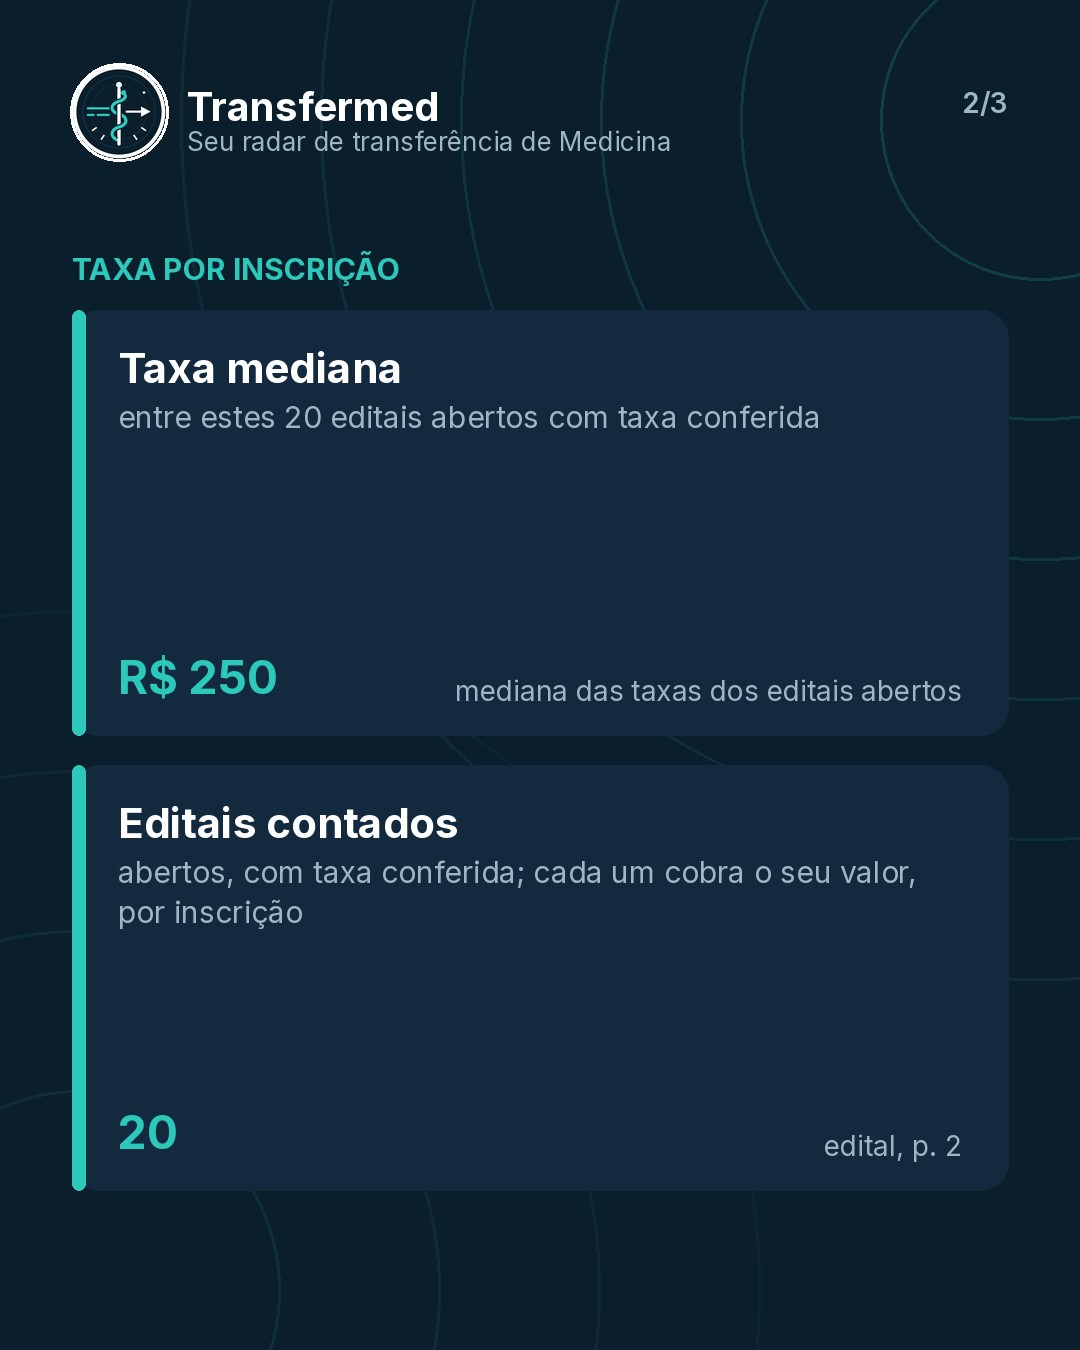 Transfermed
Seu radar de transferência de Medicina
2/3
TAXA POR INSCRIÇÃO
Taxa mediana
entre estes 20 editais abertos com taxa conferida
R$ 250
mediana das taxas dos editais abertos
Editais contados
abertos, com taxa conferida; cada um cobra o seu valor,
por inscrição
20
edital, p. 2